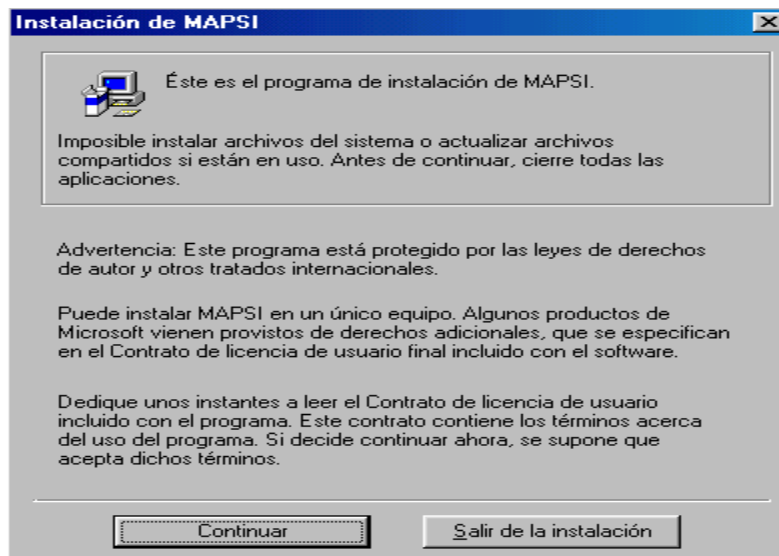 Instalación de MAPSI
Éste es el programa de instalación de MAPSI.
Imposible instalar archivos del sistema o actualizar archivos
compartidos si están en uso. Antes de continuar, cierre todas las
aplicaciones.
Advertencia: Este programa está protegido por las leyes de derechos
de autor y otros tratados internacionales.
Puede instalar MAPSI en un único equipo. Algunos productos de
Microsoft vienen provistos de derechos adicionales, que se especifican
en el Contrato de licencia de usuario final incluido con el software.
Dedique unos instantes a leer el Contrato de licencia de usuario
incluido con el programa. Este contrato contiene los términos acerca
del uso del programa. Si decide continuar ahora, se supone que
acepta dichos términos.
Continuar
Salir de la instalación